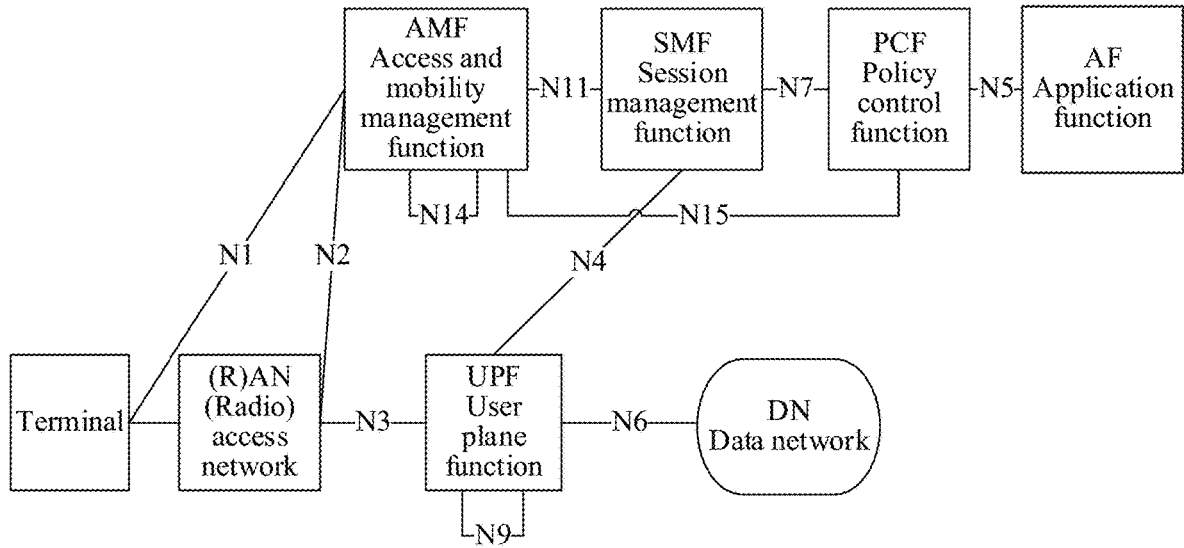 AMF
Access and
mobility
management
function
N11
SMF
Session
management
function
N7
PCF
Policy
control
function
N5
AF
Application
function
N14
N15
N1
N2
N4
Terminal
(R)AN
(Radio)
access
network
N3
UPF
User
plane
function
N6
DN
Data network
N9